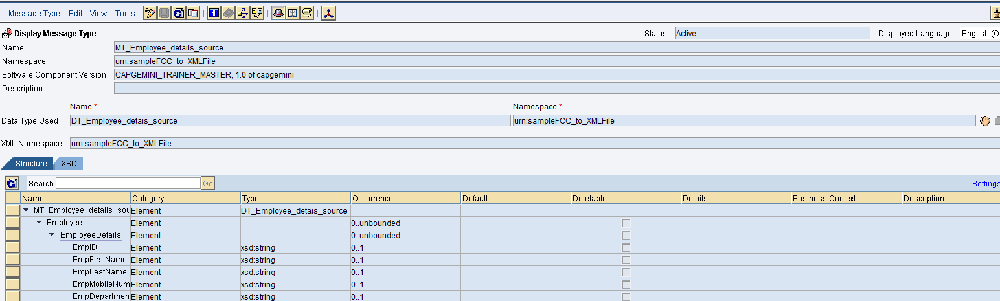 Message Type Edit View Tools
Display Message Type Status Active Displayed Language English (O
Name MT_Employee_details_source
Namespace urn:sampleFCC_to_XMLFile
Software Component Version CAPGEMINI_TRAINER_MASTER, 1.0 of capgemini
Description
Name * Namespace *
Data Type Used DT_Employee_detais_source urn:sampleFCC_to_XMLFile
XML Namespace urn:sampleFCC_to_XMLFile
Structure XSD
Search Go Settings
Name Category Type Occurrence Default Deletable Details Business Context Description
MT_Employee_details_sou Element DT_Employee_detais_source
Employee Element 0..unbounded
EmployeeDetails Element 0..unbounded
EmpID Element xsd:string 0..1
EmpFirstName Element xsd:string 0..1
EmpLastName Element xsd:string 0..1
EmpMobileNum Element xsd:string 0..1
EmpDepartmen Element xsd:string 0..1